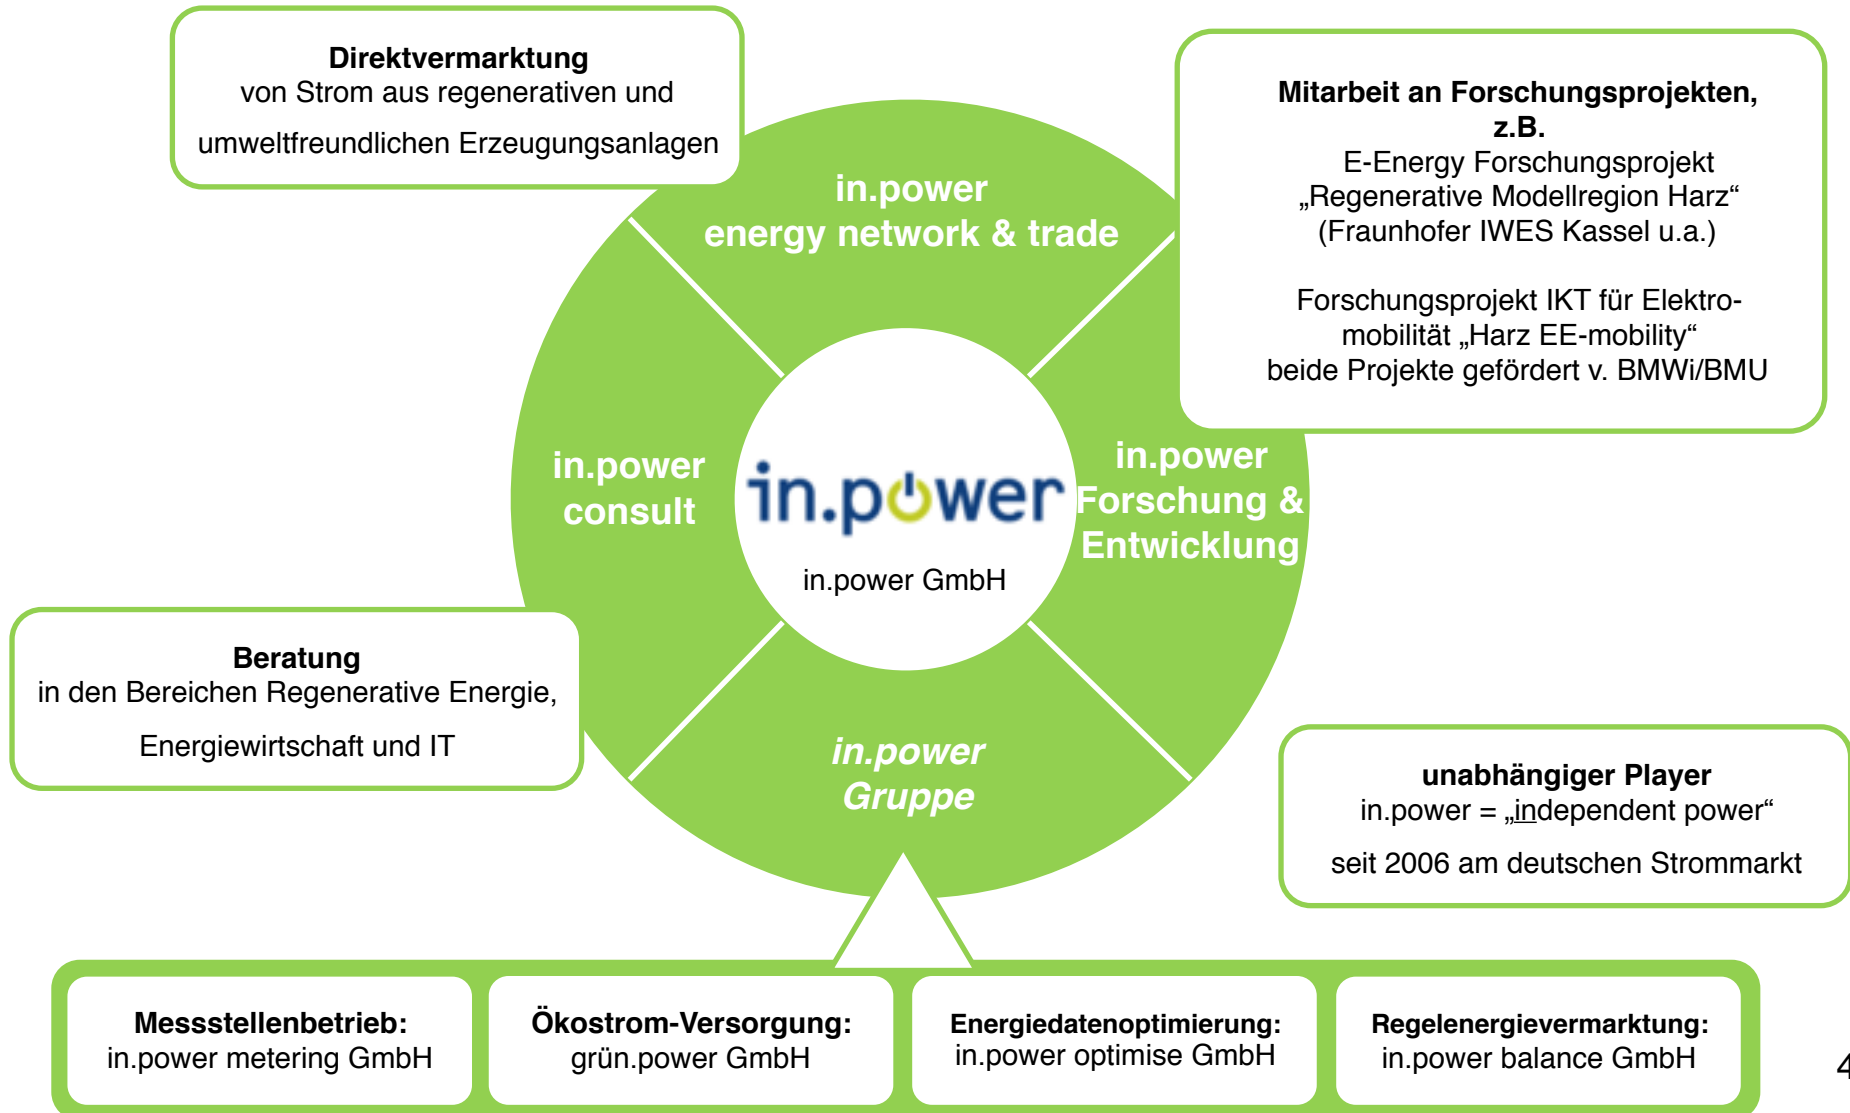 Direktvermarktung
von Strom aus regenerativen und
umweltfreundlichen Erzeugungsanlagen
Mitarbeit an Forschungsprojekten,
z.B.
E-Energy Forschungsprojekt
„Regenerative Modellregion Harz“
(Fraunhofer IWES Kassel u.a.)
Forschungsprojekt IKT für Elektro-
mobilität „Harz EE-mobility“
beide Projekte gefördert v. BMWi/BMU
in.power
energy network & trade
in.power
consult
in.power
in.power GmbH
in.power
Forschung &
Entwicklung
Beratung
in den Bereichen Regenerative Energie,
Energiewirtschaft und IT
in.power
Gruppe
unabhängiger Player
in.power = „independent power“
seit 2006 am deutschen Strommarkt
Messstellenbetrieb:
in.power metering GmbH
Ökostrom-Versorgung:
grün.power GmbH
Energiedatenoptimierung:
in.power optimise GmbH
Regelenergievermarktung:
in.power balance GmbH
4